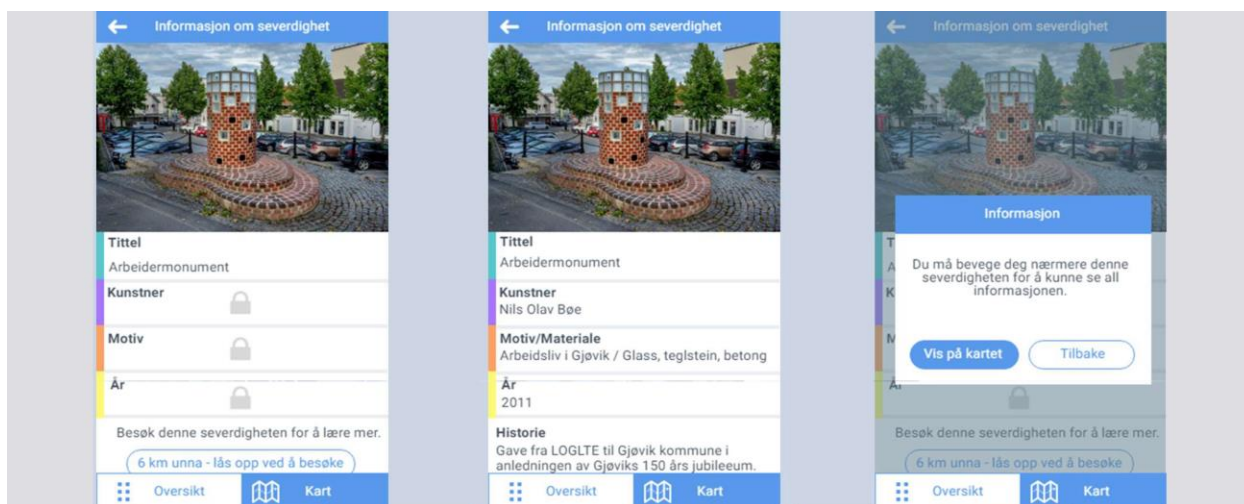 Informasjon om severdighet
Tittel
Arbeidermonument
Kunstner
Motiv
År
Besøk denne severdigheten for å lære mer.
6 km unna - lås opp ved å besøke
Oversikt
Kart
Informasjon om severdighet
Tittel
Arbeidermonument
Kunstner
Nils Olav Bøe
Motiv/Materiale
Arbeidsliv i Gjøvik / Glass, teglstein, betong
År
2011
Historie
Gave fra LOGLTE til Gjøvik kommune i
anledningen av Gjøviks 150 års jubileeum.
Oversikt
Kart
Informasjon om severdighet
Informasjon
Du må bevege deg nærmere denne
severdigheten for å kunne se all
informasjonen.
Vis på kartet
Tilbake
T
A
K
M
År
Besøk denne severdigheten for å lære mer.
6 km unna - lås opp ved å besøke
Oversikt
Kart